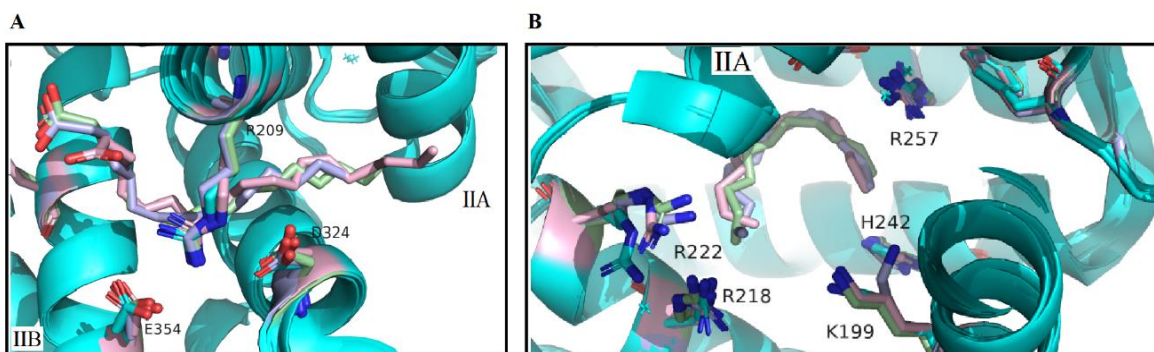 A
B
R209
IIA
D324
E354
IIB
IIA
R257
H242
R222
R218
K199